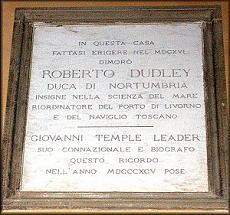 IN QUESTA CASA
FATTASI ERIGERE NEL MDCXVI
DIMORÒ
ROBERTO DUDLEY
DUCA DI NORTUMBRIA
INSIGNE NELLA SCIENZA DEL MARE
RIORDINATORE DEL PORTO DI LIVORNO
E DEL NAVIGLIO TOSCANO
GIOVANNI TEMPLE LEADER
SUO CONNAZIONALE E BIOGRAFO
QUESTO RICORDO
NELL'ANNO MDCCCXCV POSE